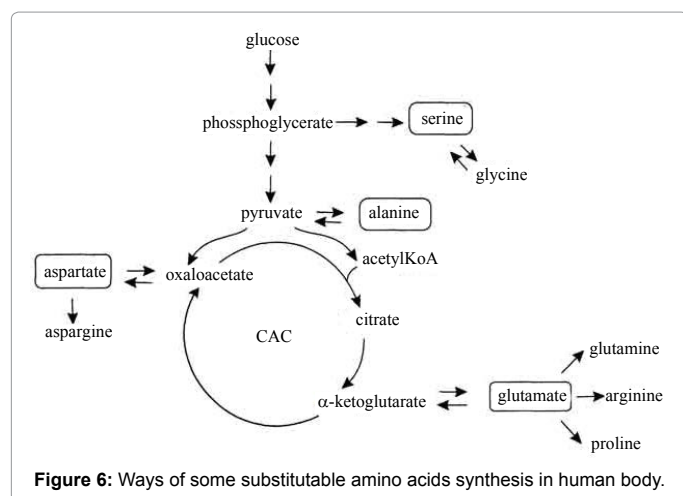 glucose
phossphoglycerate
serine
glycine
pyruvate
alanine
acetylKoA
aspartate
oxaloacetate
aspargine
citrate
CAC
glutamine
α-ketoglutarate
glutamate
arginine
proline
Figure 6: Ways of some substitutable amino acids synthesis in human body.